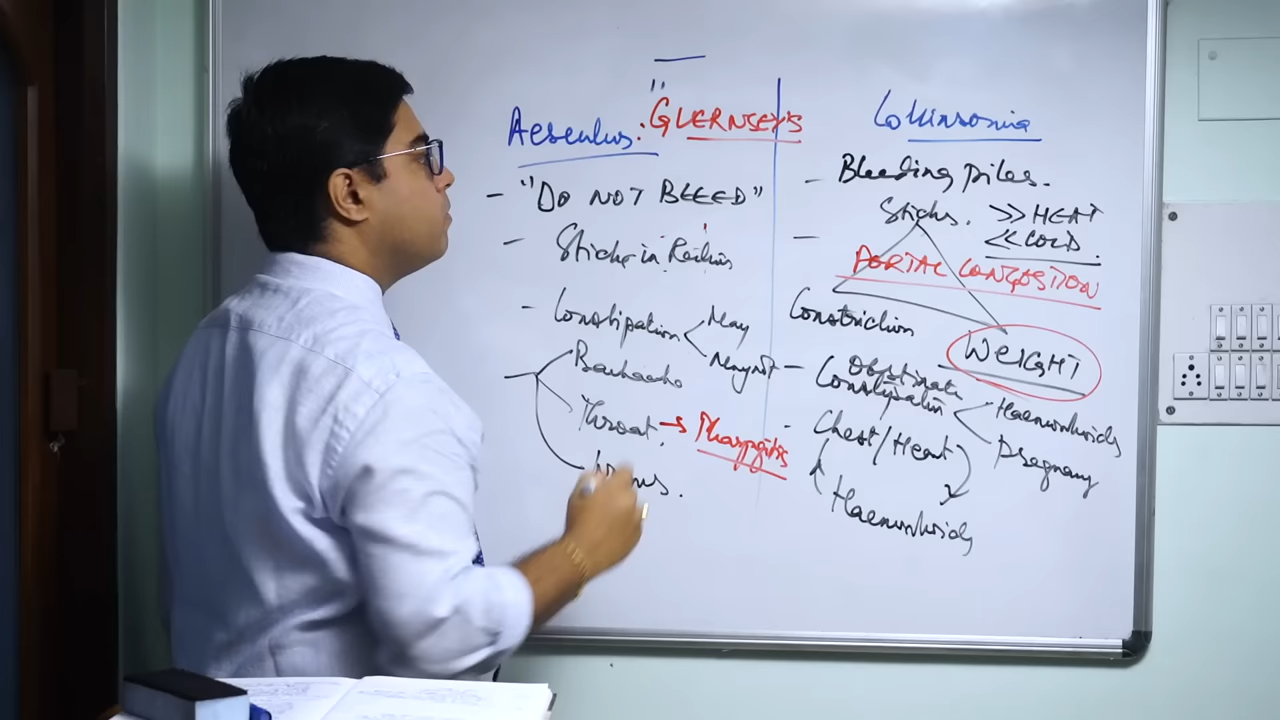 " GUERNSEY'S
Aesculus.
- "DO NOT BLEED"
- Sticks in Rectum
- Constipation
May
May not
Backache
Throat. → Pharyngitis
Collinsonia
- Bleeding piles.
- Sticks. >> HEAT
<< COLD.
PORTAL CONGESTION
Constriction
WEIGHT
- Obstinate
Constipation
Haemorrhoids
Pregnancy
- Chest/Heart
Haemorrhoids